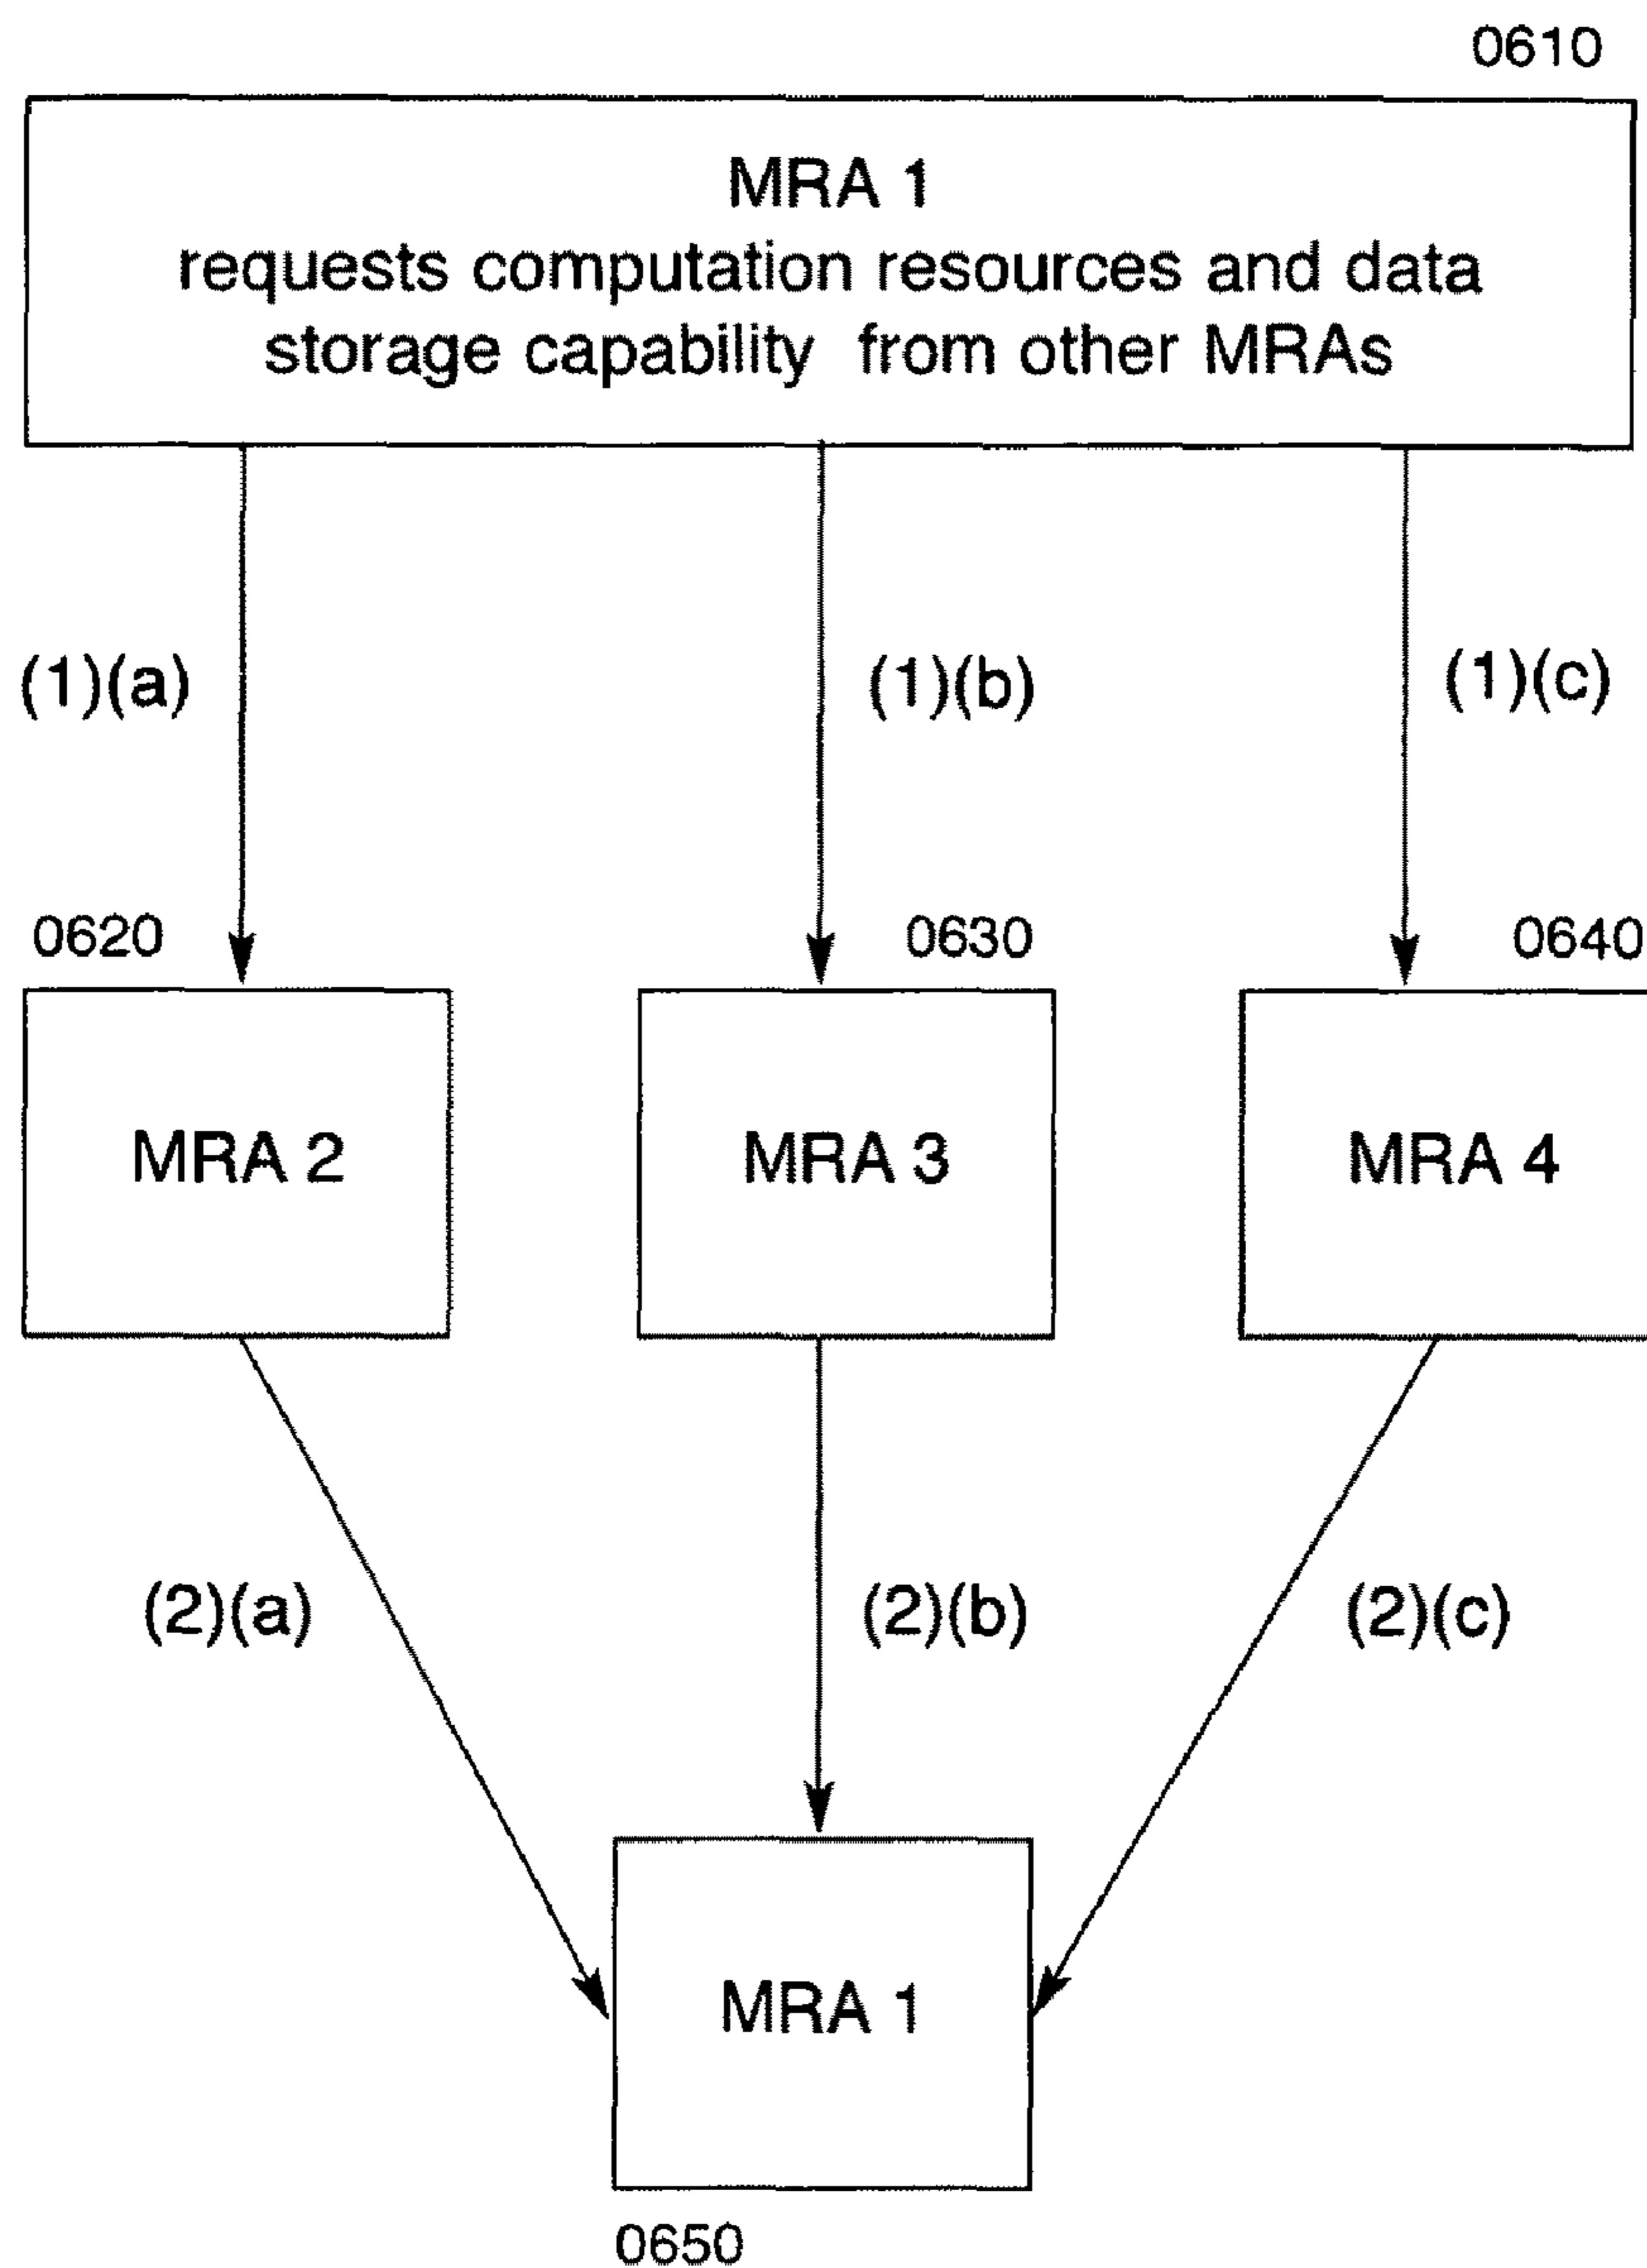 0610
MRA 1
requests computation resources and data
storage capability from other MRAs
(1)(a)
(1)(b)
(1)(c)
0620
0630
0640
MRA 2
MRA 3
MRA 4
(2)(a)
(2)(b)
(2)(c)
MRA 1
0650